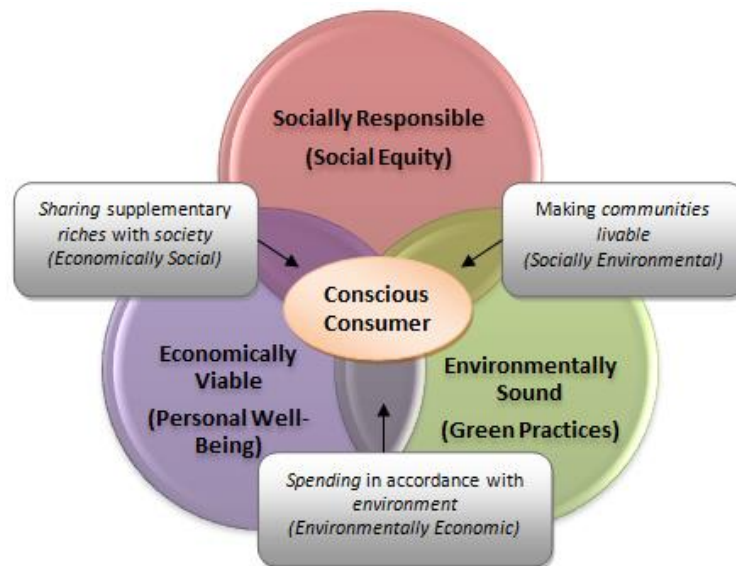 Socially Responsible
(Social Equity)
Sharing supplementary
riches with society
(Economically Social)
Making communities
livable
(Socially Environmental)
Conscious
Consumer
Economically
Viable
(Personal Well-
Being)
Environmentally
Sound
(Green Practices)
Spending in accordance with
environment
(Environmentally Economic)